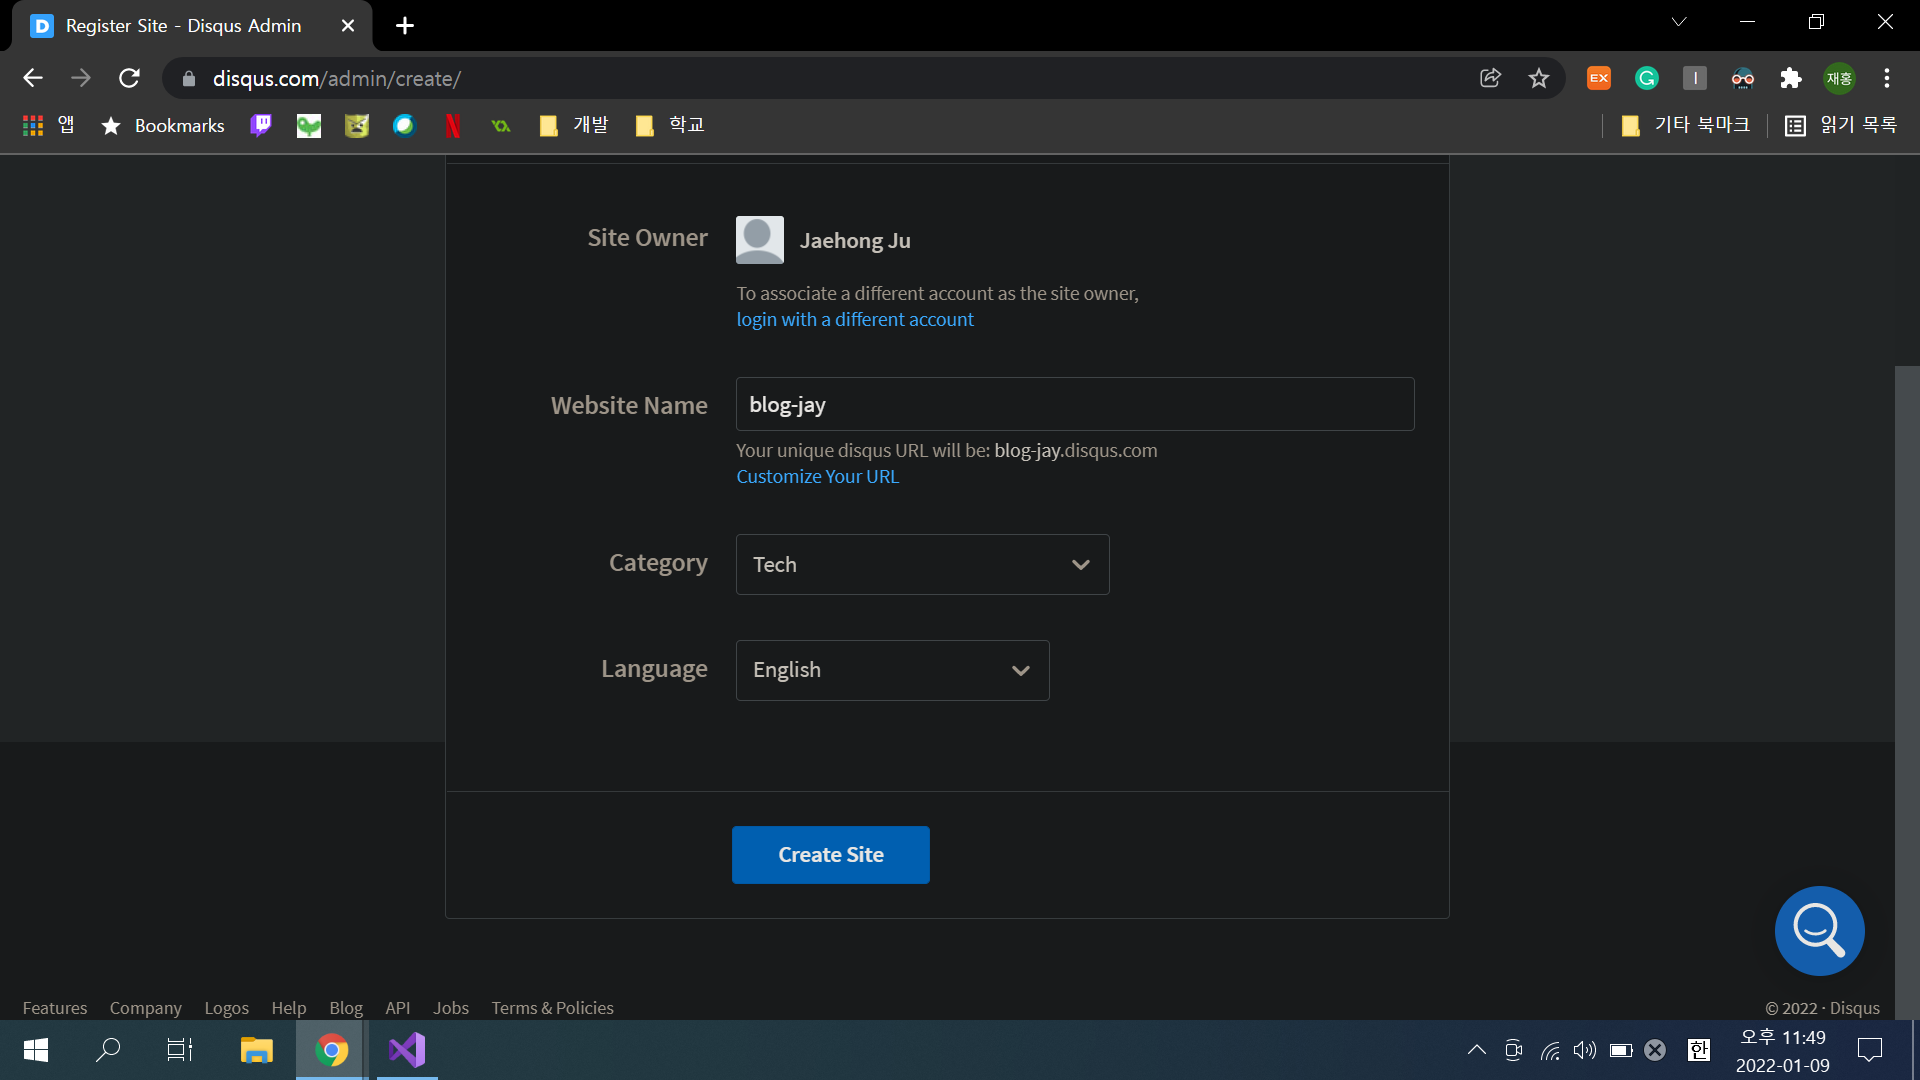 Register Site - Disqus Admin
disqus.com/admin/create/
EX
재홍
앱
Bookmarks
개발
학교
기타 북마크
읽기 목록
Site Owner
Jaehong Ju
To associate a different account as the site owner,
login with a different account
Website Name
blog-jay
Your unique disqus URL will be: blog-jay.disqus.com
Customize Your URL
Category
Tech
Language
English
Create Site
Features Company Logos Help Blog API Jobs Terms & Policies
© 2022 · Disqus
한
오후 11:49
2022-01-09